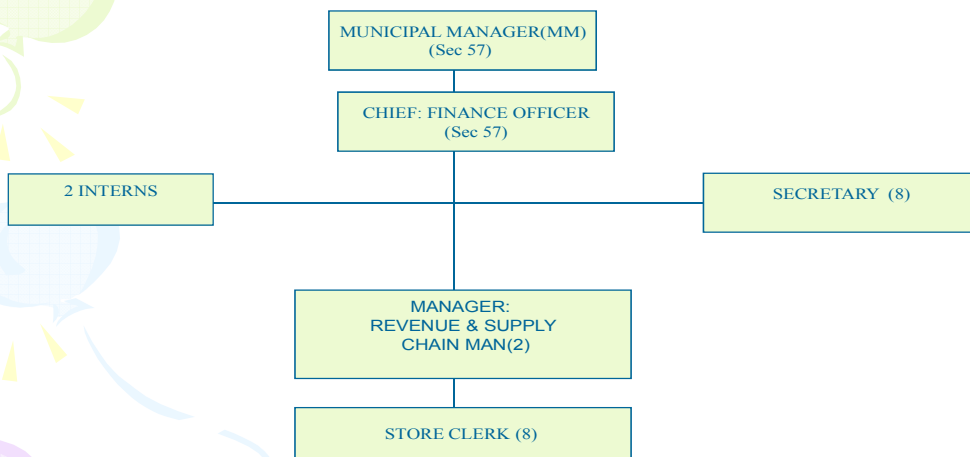 MUNICIPAL MANAGER(MM)
(Sec 57)
CHIEF: FINANCE OFFICER
(Sec 57)
2 INTERNS
SECRETARY (8)
MANAGER:
REVENUE & SUPPLY
CHAIN MAN(2)
STORE CLERK (8)